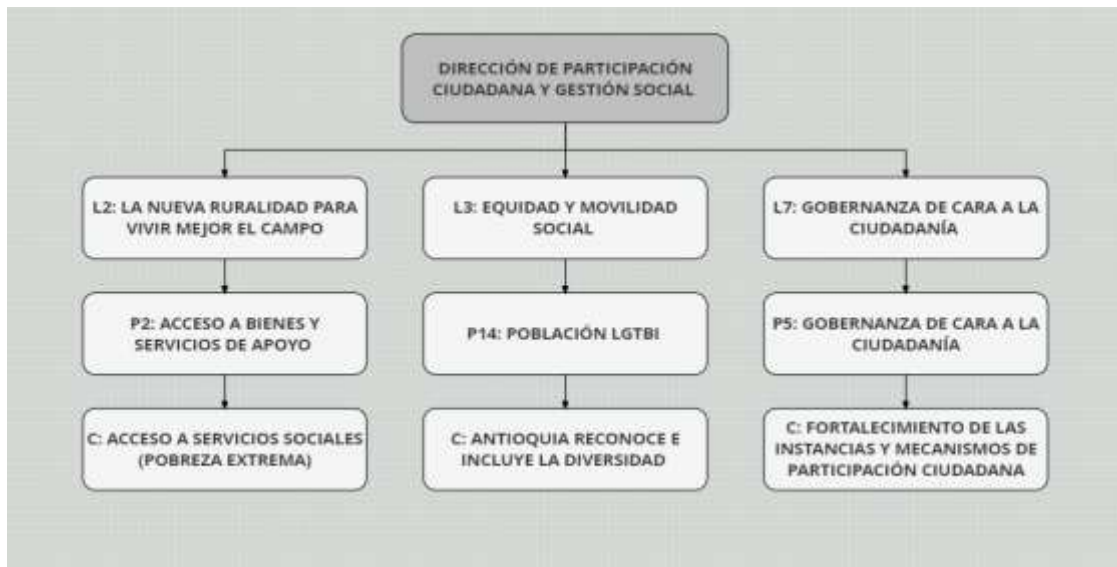 DIRECCIÓN DE PARTICIPACIÓN
CIUDADANA Y GESTIÓN SOCIAL
L2: LA NUEVA RURALIDAD PARA
VIVIR MEJOR EL CAMPO
L3: EQUIDAD Y MOVILIDAD
SOCIAL
L7: GOBERNANZA DE CARA A LA
CIUDADANÍA
P2: ACCESO A BIENES Y
SERVICIOS DE APOYO
P14: POBLACIÓN LGTBI
P5: GOBERNANZA DE CARA A LA
CIUDADANÍA
C: ACCESO A SERVICIOS SOCIALES
(POBREZA EXTREMA)
C: ANTIOQUIA RECONOCE E
INCLUYE LA DIVERSIDAD
C: FORTALECIMIENTO DE LAS
INSTANCIAS Y MECANISMOS DE
PARTICIPACIÓN CIUDADANA